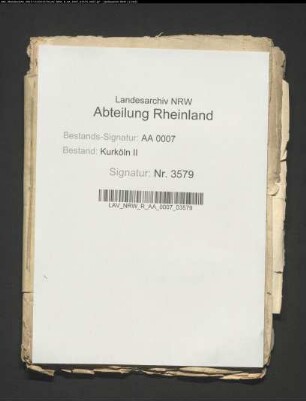 Landesarchiv NRW
Abteilung Rheinland
Bestands-Signatur: AA 0007
Bestand: Kurköln II
Signatur: Nr. 3579
LAV_NRW_R_AA_0007_03579